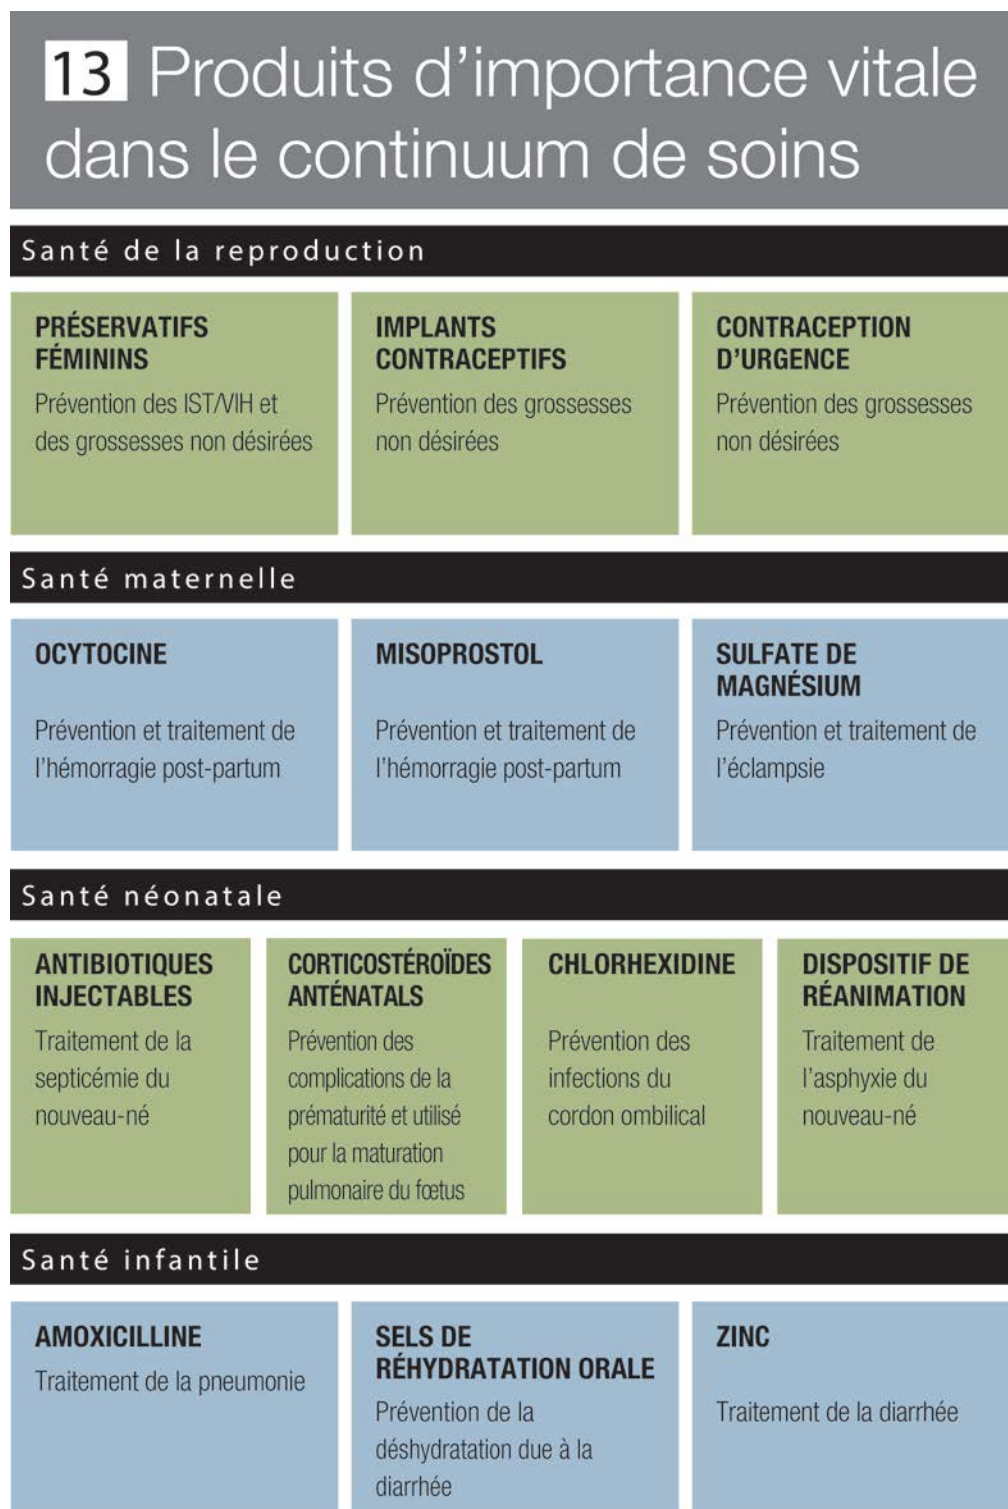 13 Produits d'importance vitale
dans le continuum de soins
Santé de la reproduction
PRÉSERVATIFS
FÉMININS
Prévention des IST/VIH et
des grossesses non désirées
IMPLANTS
CONTRACEPTIFS
Prévention des grossesses
non désirées
CONTRACEPTION
D'URGENCE
Prévention des grossesses
non désirées
Santé maternelle
OCYTOCINE
Prévention et traitement de
l'hémorragie post-partum
MISOPROSTOL
Prévention et traitement de
l'hémorragie post-partum
SULFATE DE
MAGNÉSIUM
Prévention et traitement de
l'éclampsie
Santé néonatale
ANTIBIOTIQUES
INJECTABLES
Traitement de la
septicémie du
nouveau-né
CORTICOSTÉROÏDES
ANTÉNATALS
Prévention des
complications de la
prématurité et utilisé
pour la maturation
pulmonaire du fœtus
CHLORHEXIDINE
Prévention des
infections du
cordon ombilical
DISPOSITIF DE
RÉANIMATION
Traitement de
l'asphyxie du
nouveau-né
Santé infantile
AMOXICILLINE
Traitement de la pneumonie
SELS DE
RÉHYDRATATION ORALE
Prévention de la
déshydratation due à la
diarrhée
ZINC
Traitement de la diarrhée